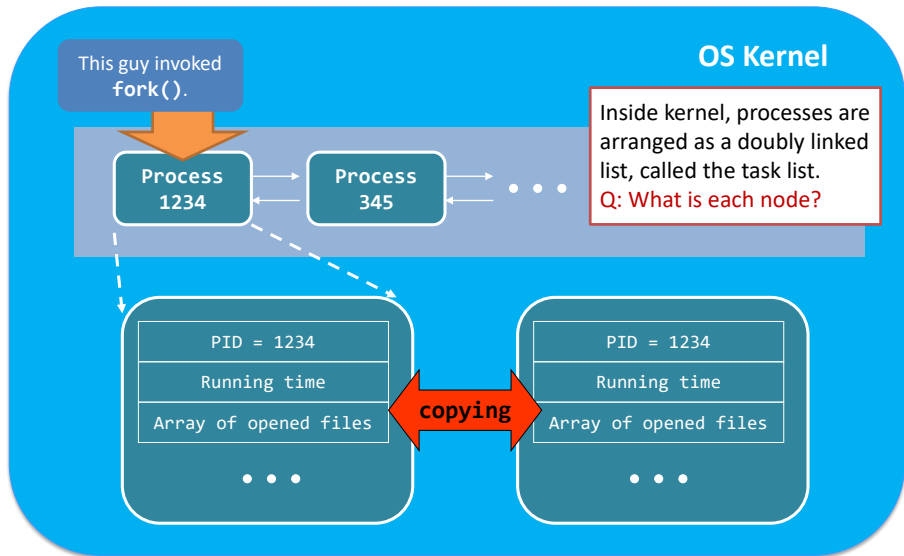 OS Kernel
This guy invoked
fork().
Inside kernel, processes are
arranged as a doubly linked
list, called the task list.
Q: What is each node?
Process
1234
Process
345
PID = 1234
Running time
Array of opened files
copying
PID = 1234
Running time
Array of opened files